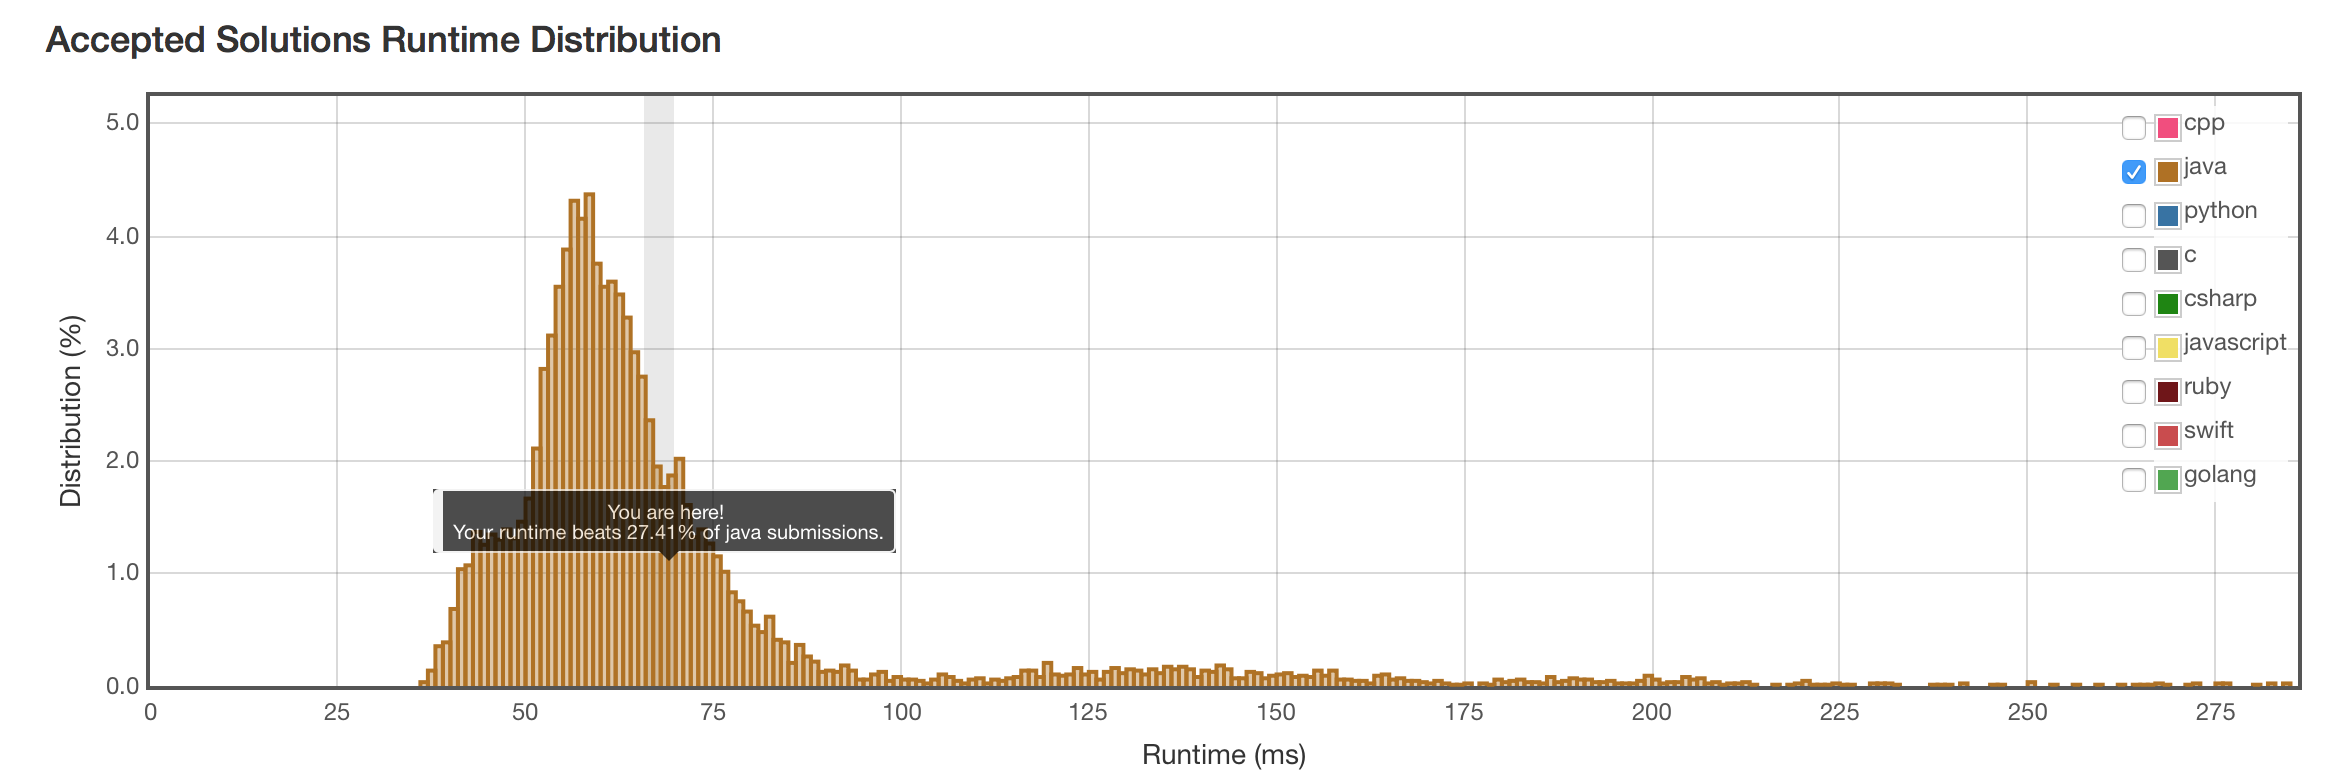 Accepted Solutions Runtime Distribution
5.0
4.0
3.0
2.0
1.0
0.0
Distribution (%)
You are here!
Your runtime beats 27.41% of java submissions.
cpp
java
python
c
csharp
javascript
ruby
swift
golang
0 25 50 75 100 125 150 175 200 225 250 275
Runtime (ms)